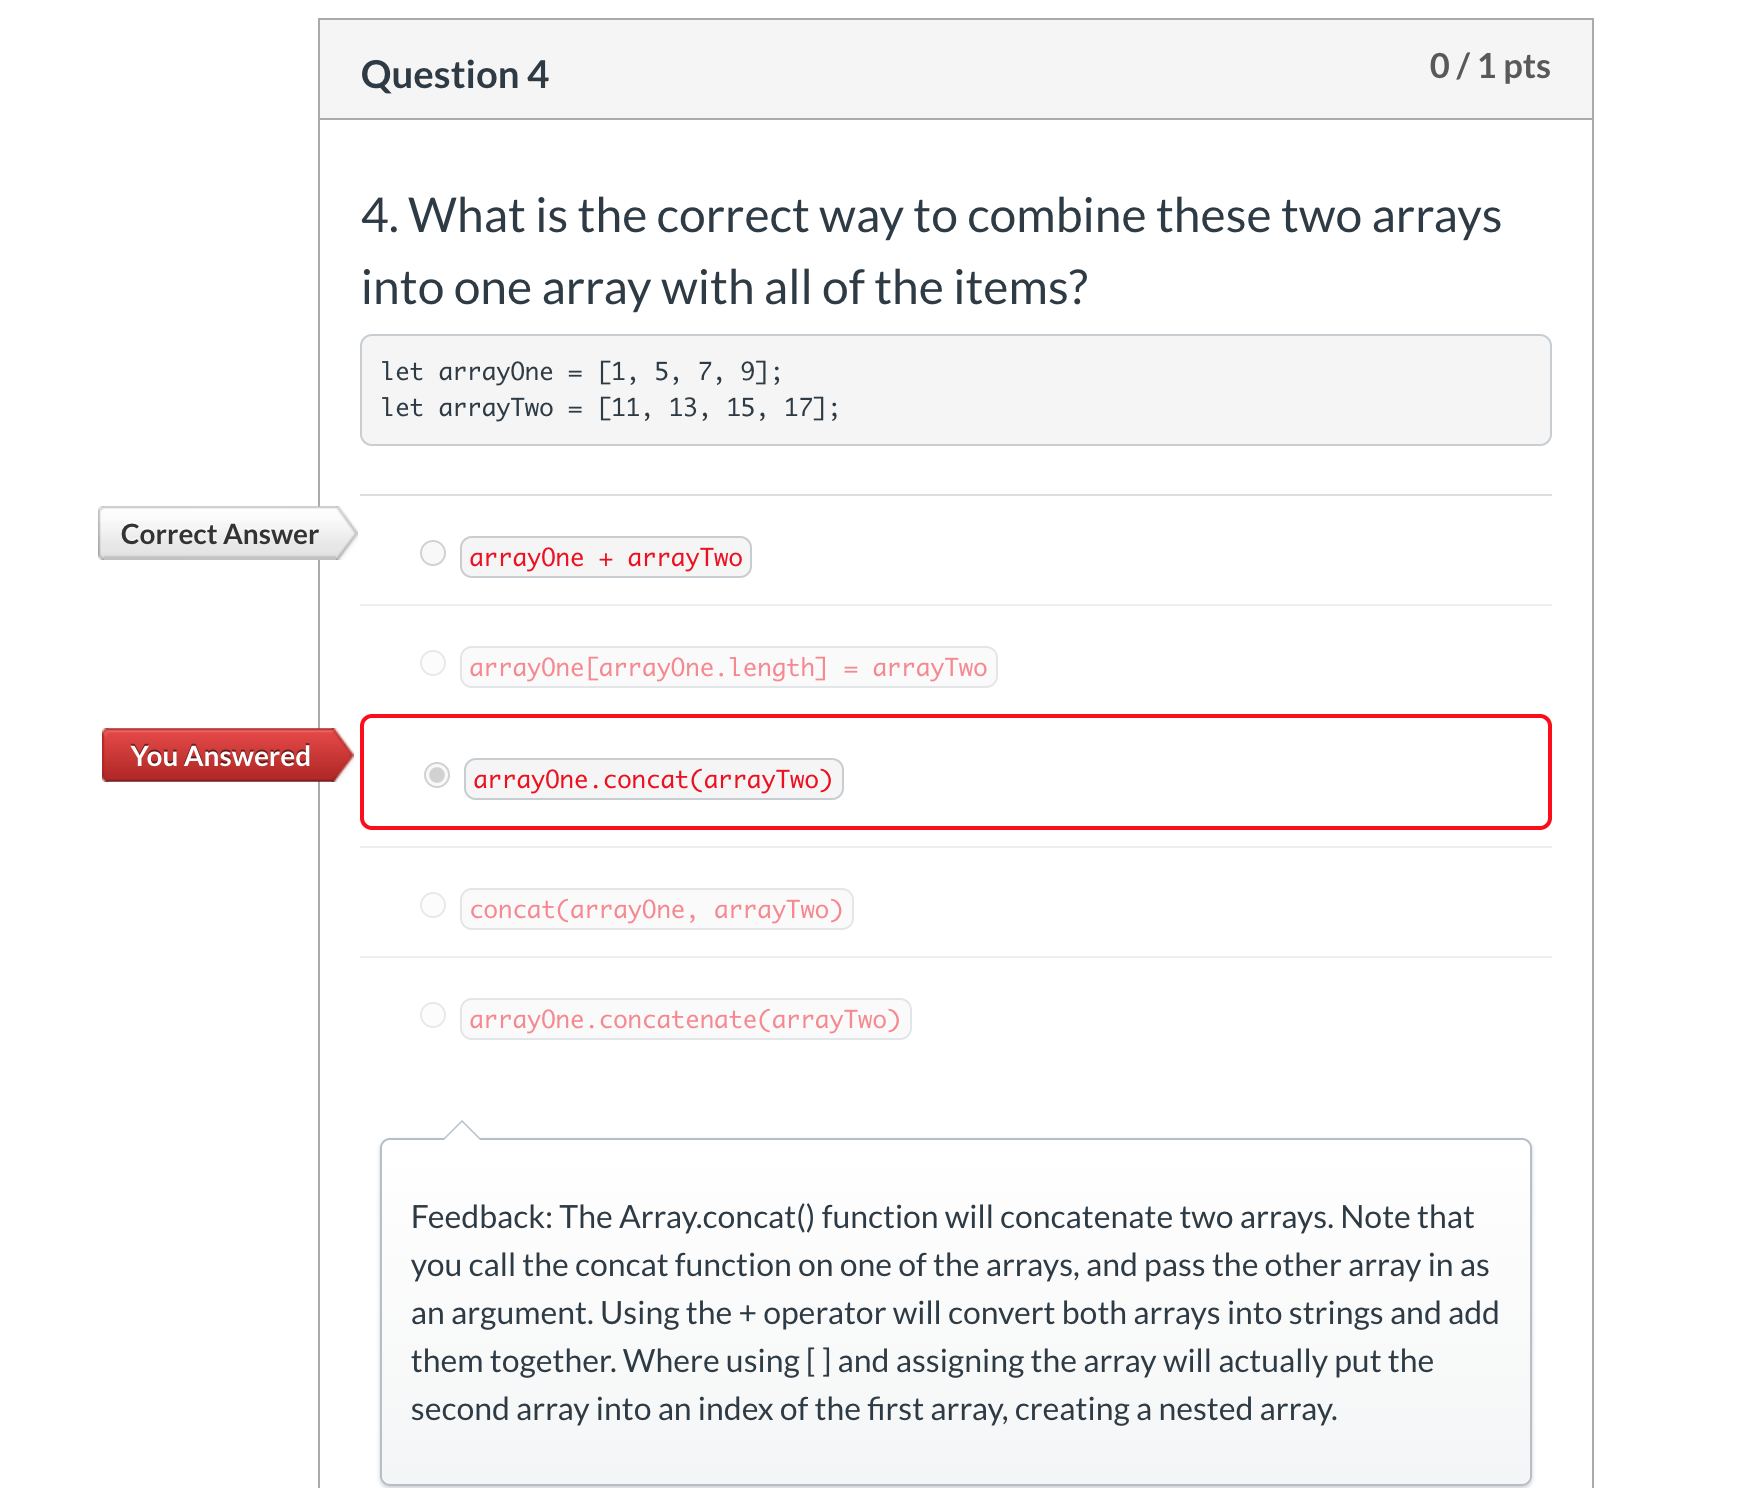 Question 4
0 / 1 pts
4. What is the correct way to combine these two arrays
into one array with all of the items?
let arrayOne = [1, 5, 7, 9];
let arrayTwo = [11, 13, 15, 17];
Correct Answer
arrayOne + arrayTwo
arrayOne[arrayOne.length] = arrayTwo
You Answered
arrayOne.concat(arrayTwo)
concat(arrayOne, arrayTwo)
arrayOne.concatenate(arrayTwo)
Feedback: The Array.concat() function will concatenate two arrays. Note that
you call the concat function on one of the arrays, and pass the other array in as
an argument. Using the + operator will convert both arrays into strings and add
them together. Where using [ ] and assigning the array will actually put the
second array into an index of the first array, creating a nested array.